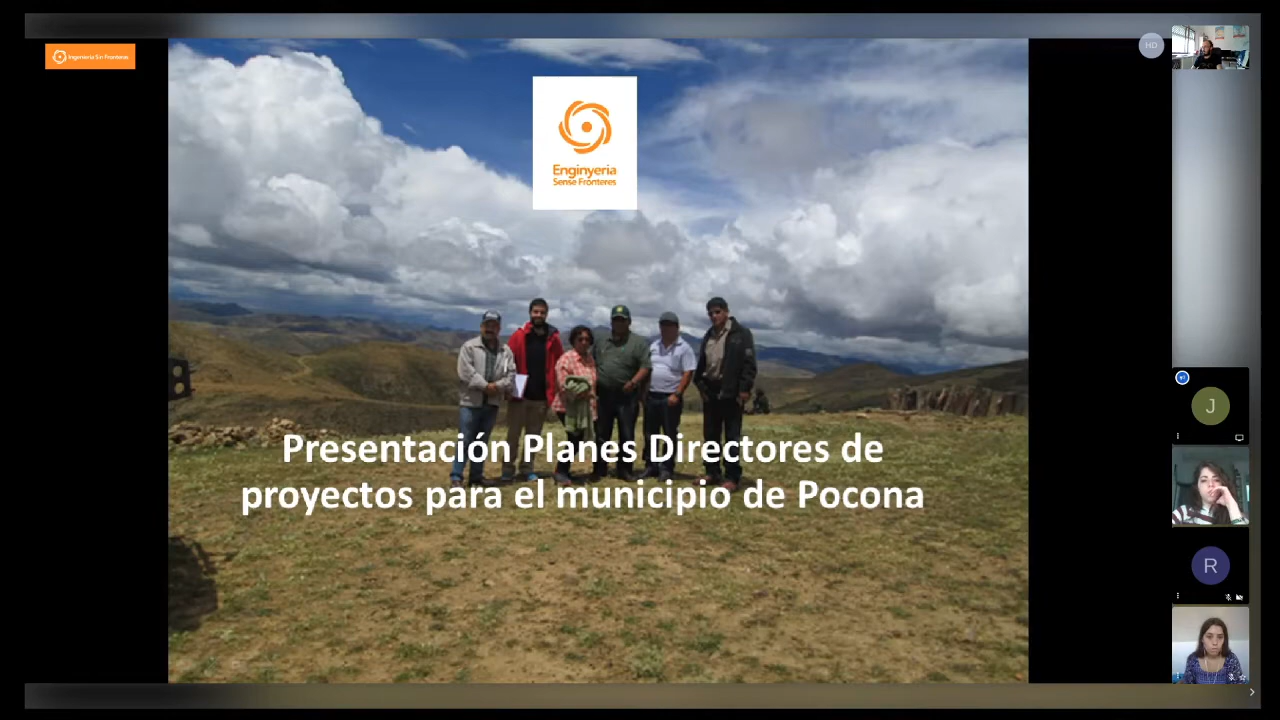 Ingeniería Sin Fronteras
HD
Enginyeria
Sense Fronteres
Presentación Planes Directores de
proyectos para el municipio de Pocona
J
R